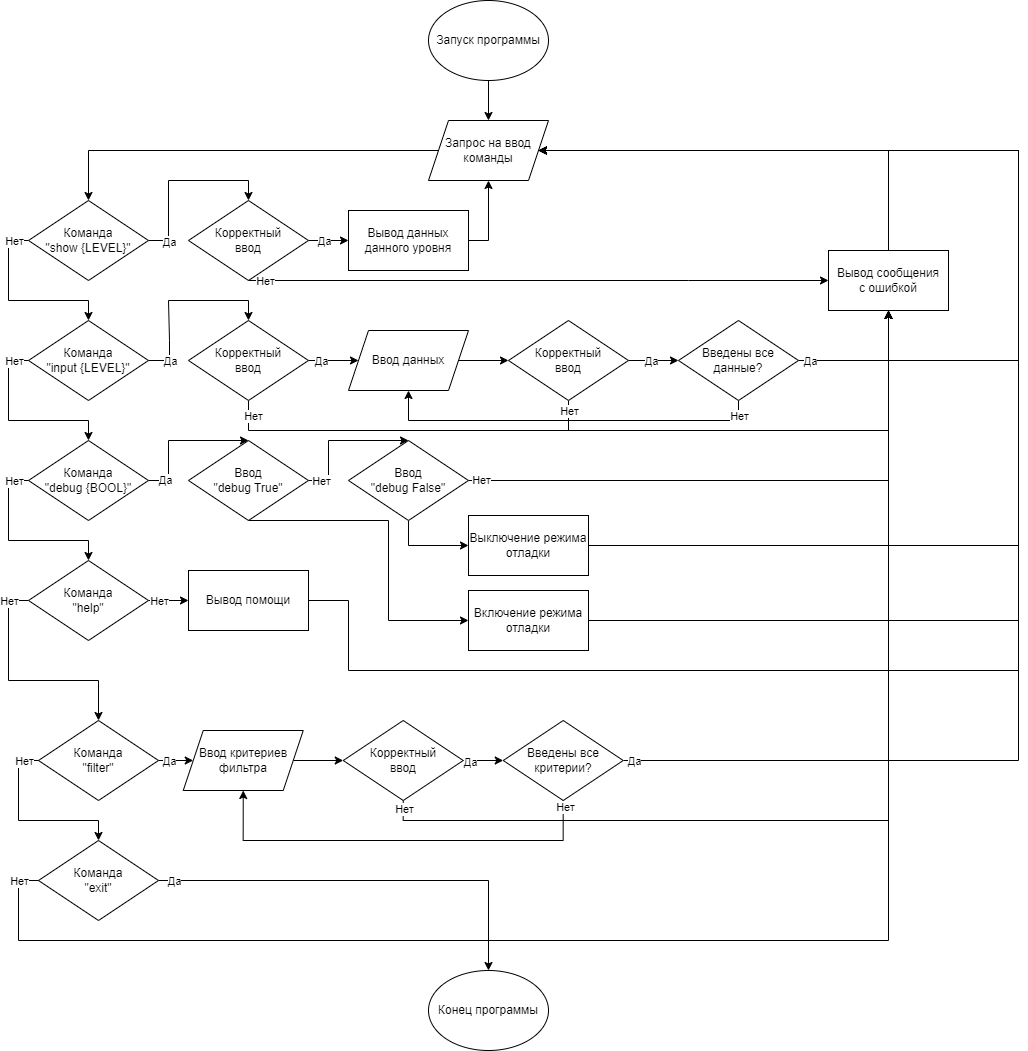 Запуск программы
Запрос на ввод
команды
Команда
"show {LEVEL}"
Нет
Да
Корректный
ввод
Да
Нет
Вывод данных
данного уровня
Вывод сообщения
с ошибкой
Команда
"input {LEVEL}"
Нет
Да
Корректный
ввод
Да
Нет
Ввод данных
Корректный
ввод
Да
Нет
Введены все
данные?
Да
Нет
Команда
"debug {BOOL}"
Нет
Да
Ввод
"debug True"
Нет
Ввод
"debug False"
Нет
Выключение режима
отладки
Включение режима
отладки
Команда
"help"
Нет
Нет
Вывод помощи
Команда
"filter"
Нет
Да
Ввод критериев
фильтра
Корректный
ввод
Да
Нет
Введены все
критерии?
Да
Нет
Команда
"exit"
Нет
Да
Конец программы